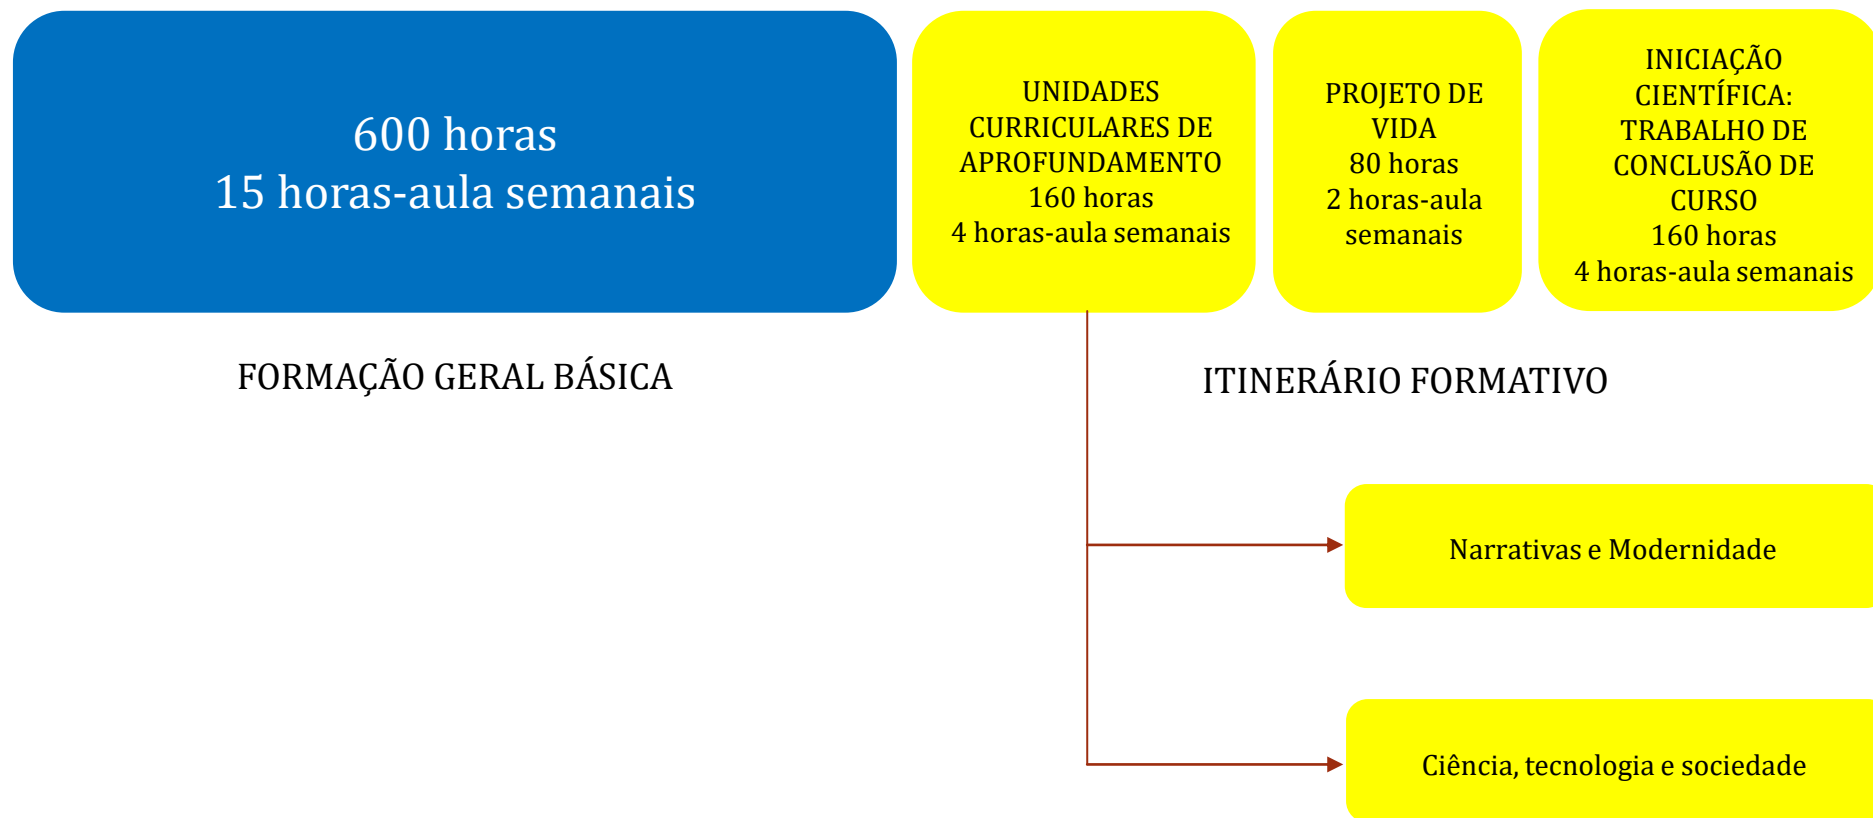 600 horas
15 horas-aula semanais
UNIDADES
CURRICULARES DE
APROFUNDAMENTO
160 horas
4 horas-aula semanais
PROJETO DE
VIDA
80 horas
2 horas-aula
semanais
INICIAÇÃO
CIENTÍFICA:
TRABALHO DE
CONCLUSÃO DE
CURSO
160 horas
4 horas-aula semanais
FORMAÇÃO GERAL BÁSICA
ITINERÁRIO FORMATIVO
Narrativas e Modernidade
Ciência, tecnologia e sociedade